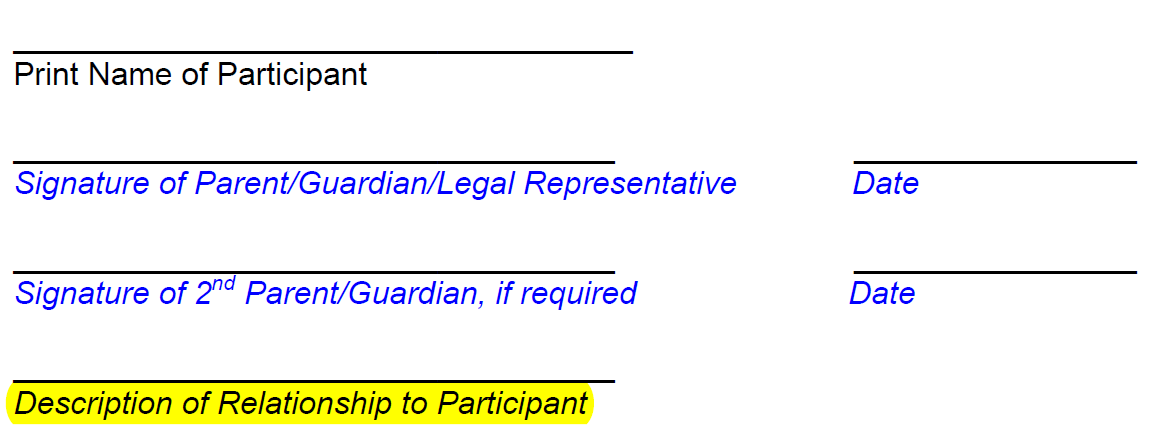 Print Name of Participant
Signature of Parent/Guardian/Legal Representative Date
Signature of 2nd Parent/Guardian, if required Date
Description of Relationship to Participant